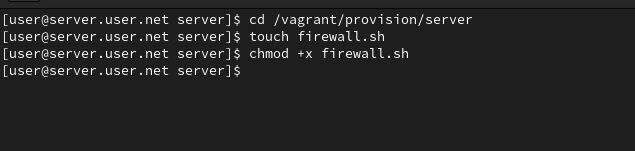 [user@server.user.net server]$ cd /vagrant/provision/server
[user@server.user.net server]$ touch firewall.sh
[user@server.user.net server]$ chmod +x firewall.sh
[user@server.user.net server]$